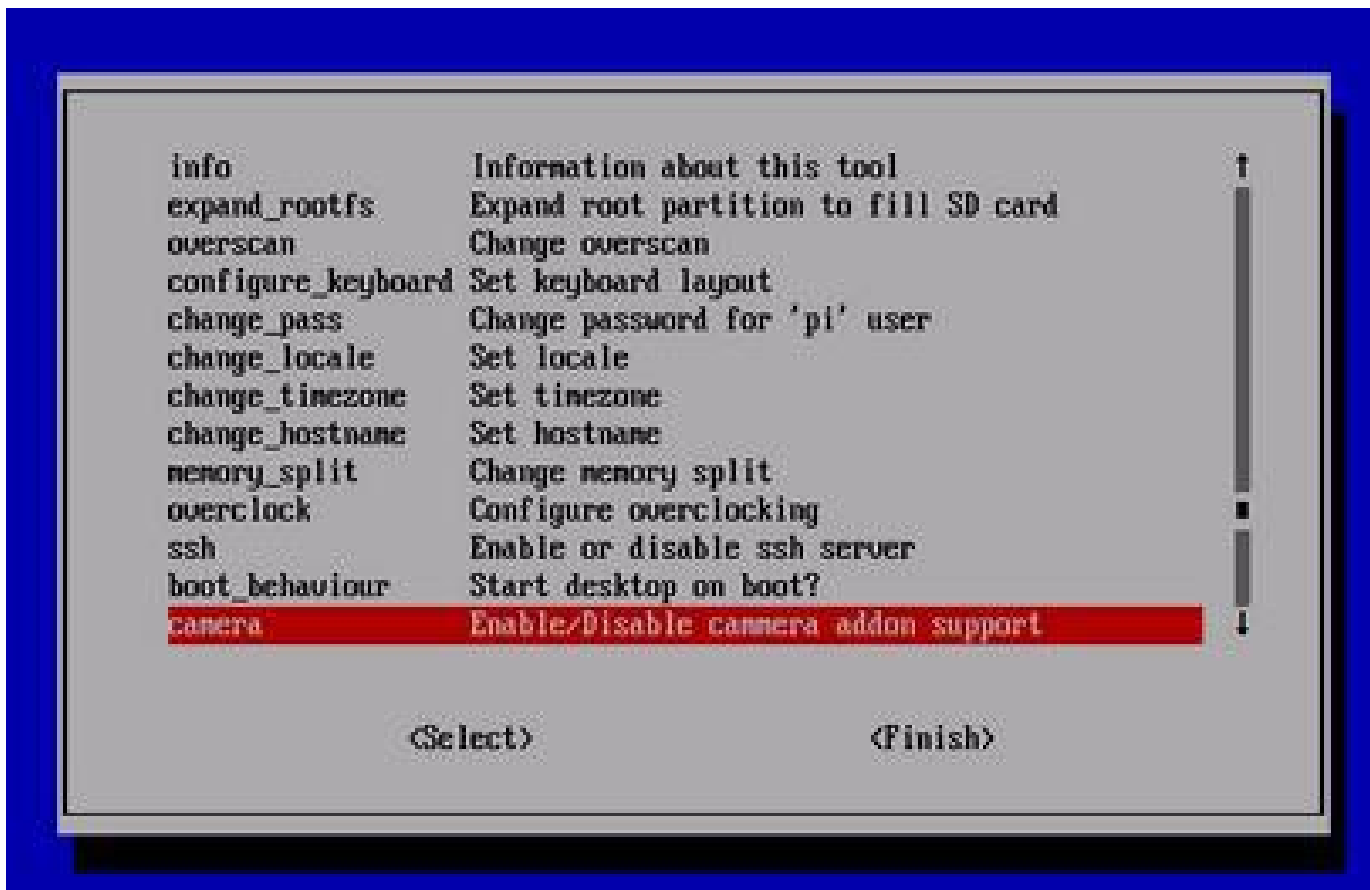 info Information about this tool
expand_rootfs Expand root partition to fill SD card
overscan Change overscan
configure_keyboard Set keyboard layout
change_pass Change password for 'pi' user
change_locale Set locale
change_timezone Set timezone
change_hostname Set hostname
memory_split Change memory split
overclock Configure overclocking
ssh Enable or disable ssh server
boot_behaviour Start desktop on boot?
camera Enable/Disable cammera addon support
<Select> <Finish>